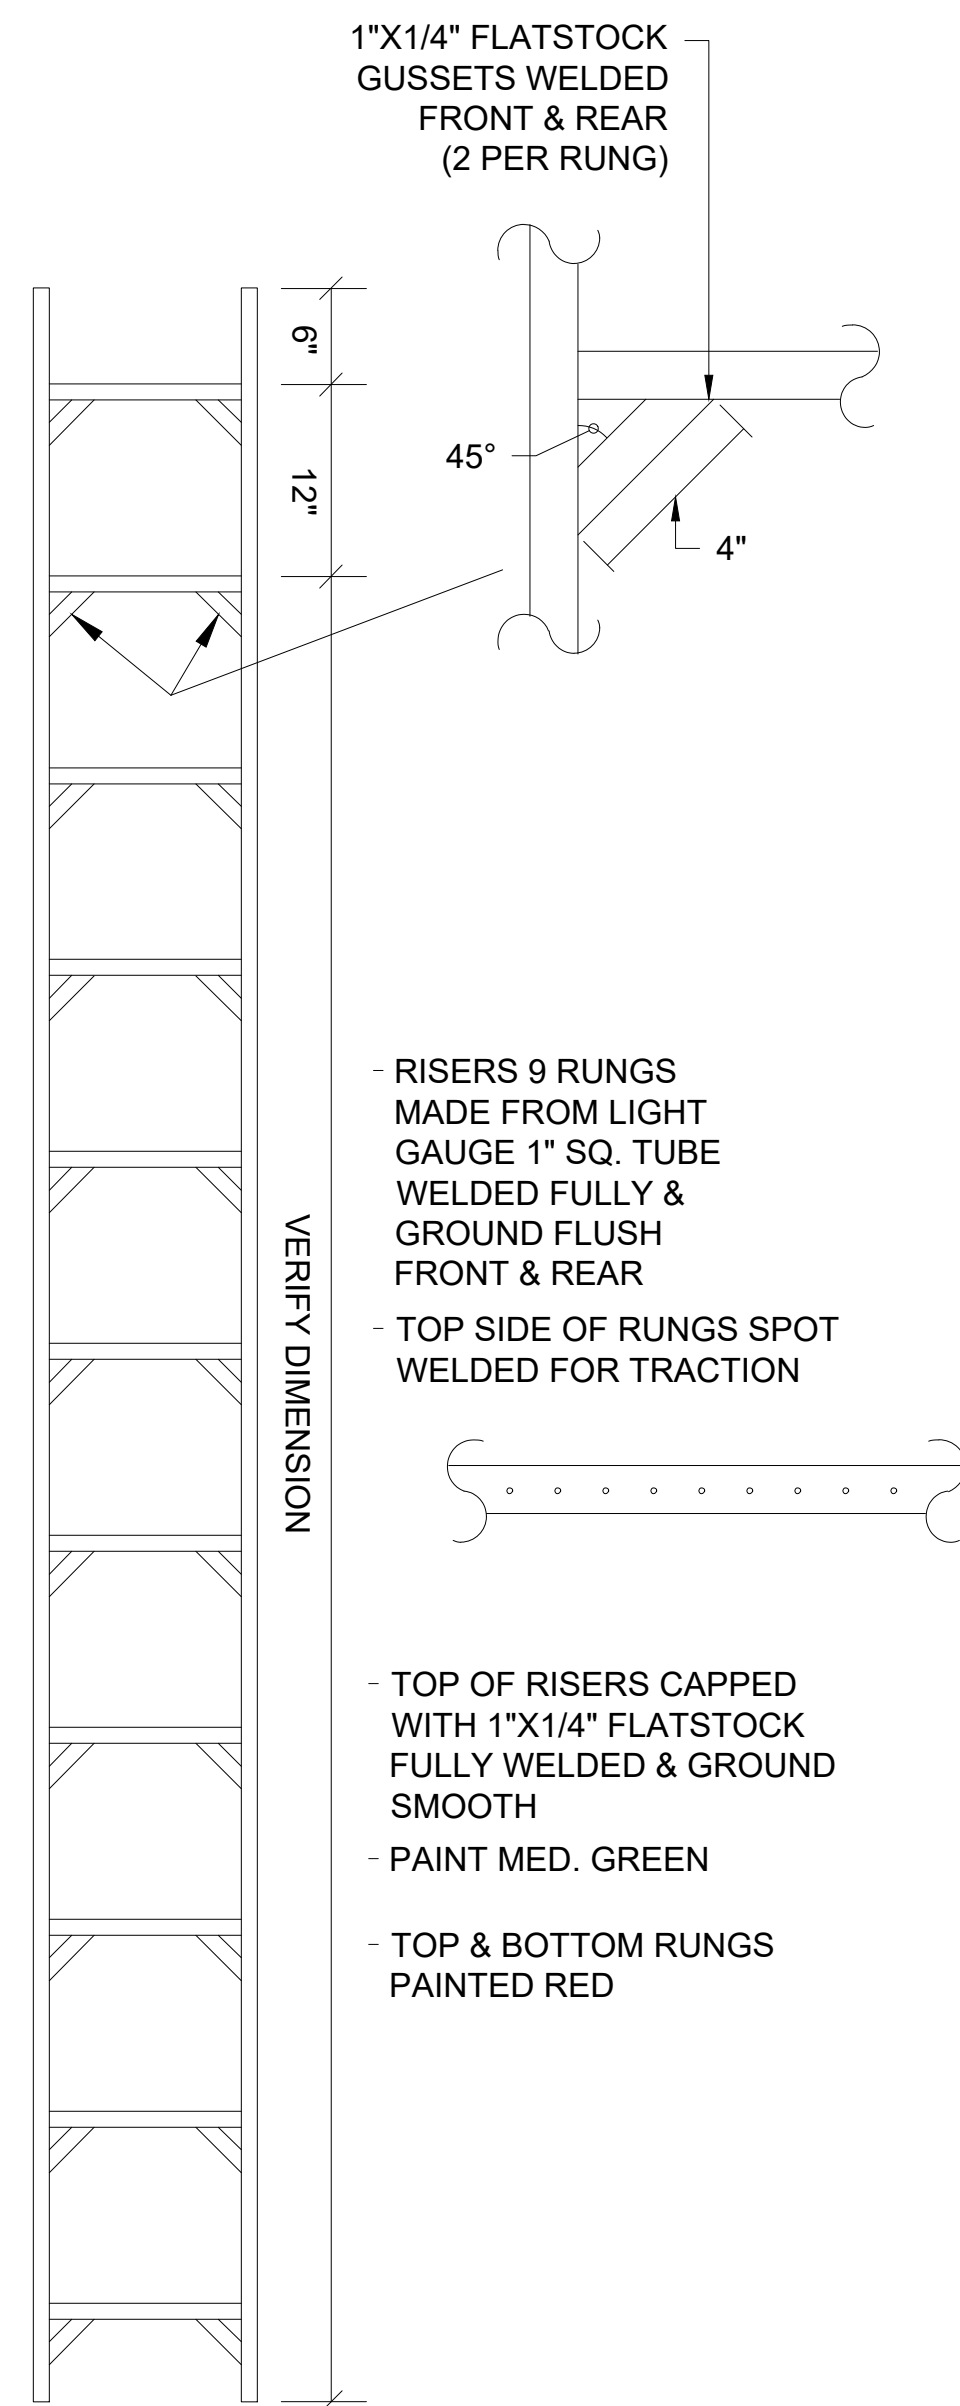 1"X1/4" FLATSTOCK
GUSSETS WELDED
FRONT & REAR
(2 PER RUNG)
6"
12"
45°
4"
VERIFY DIMENSION
- RISERS 9 RUNGS
MADE FROM LIGHT
GAUGE 1" SQ. TUBE
WELDED FULLY &
GROUND FLUSH
FRONT & REAR
- TOP SIDE OF RUNGS SPOT
WELDED FOR TRACTION
- TOP OF RISERS CAPPED
WITH 1"X1/4" FLATSTOCK
FULLY WELDED & GROUND
SMOOTH
- PAINT MED. GREEN
- TOP & BOTTOM RUNGS
PAINTED RED